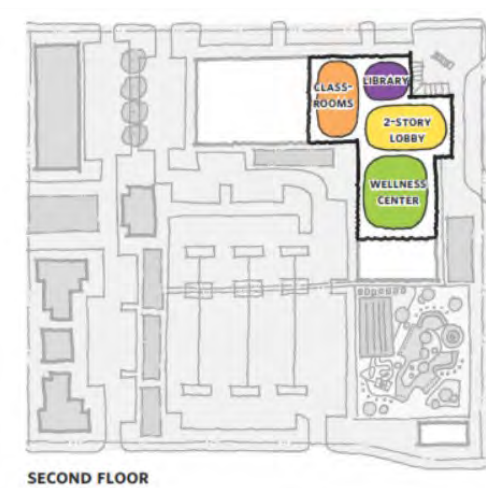 CLASS-
ROOMS
LIBRARY
2-STORY
LOBBY
WELLNESS
CENTER
SECOND FLOOR